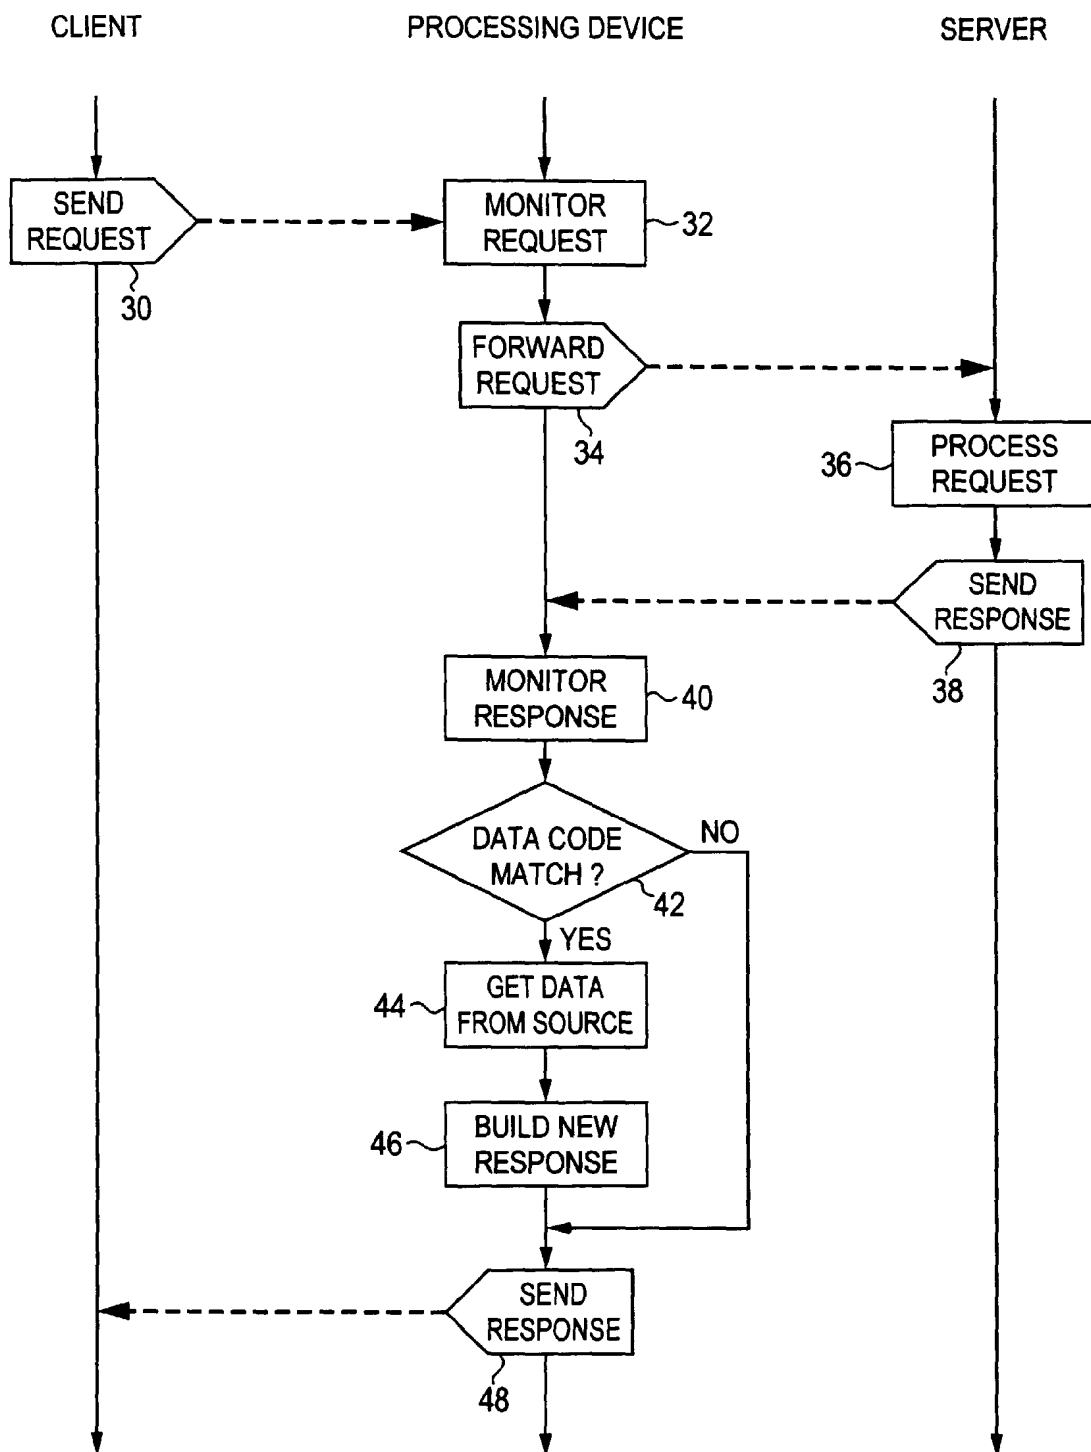 CLIENT
PROCESSING DEVICE
SERVER
SEND
REQUEST
30
MONITOR
REQUEST
32
FORWARD
REQUEST
34
PROCESS
REQUEST
36
SEND
RESPONSE
38
MONITOR
RESPONSE
40
DATA CODE
MATCH ?
42
NO
YES
GET DATA
FROM SOURCE
44
BUILD NEW
RESPONSE
46
SEND
RESPONSE
48